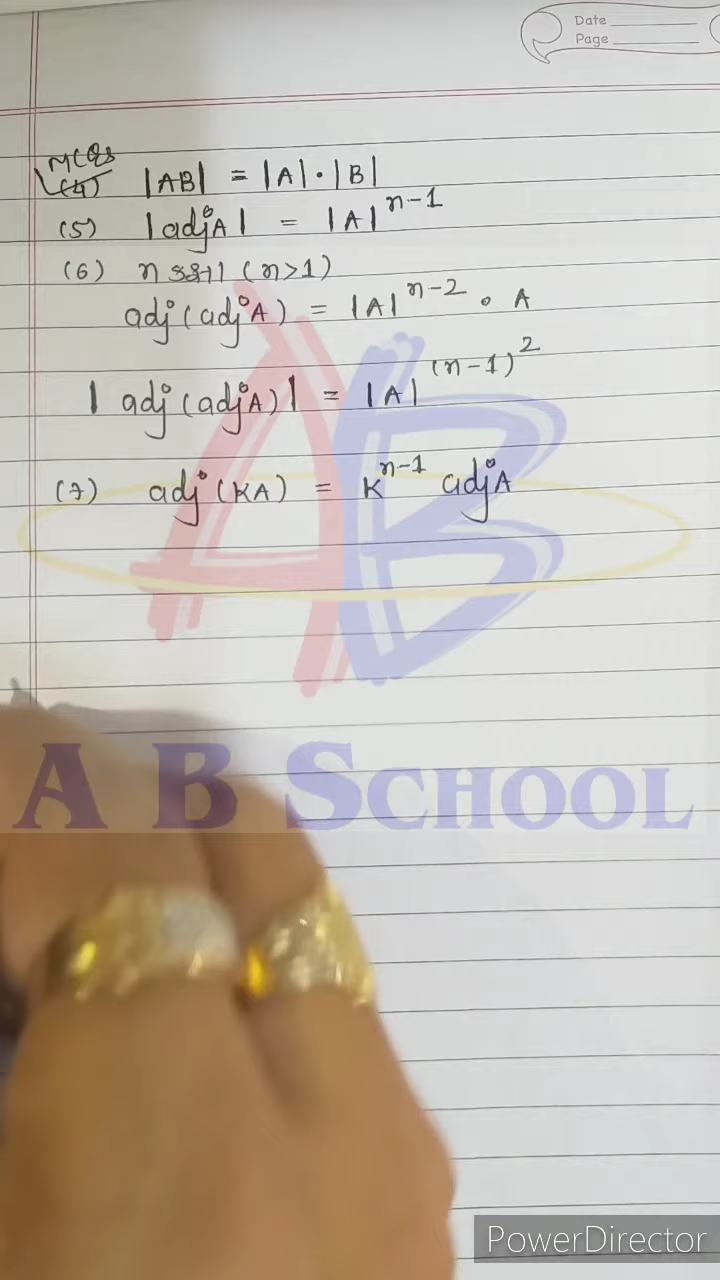 Date
Page
MCQs
(4) |AB| = |A| · |B|
(5) |adjA| = |A|^n-1
(6) n કક્ષા (n>1)
adj(adjA) = |A|^n-2 · A
|adj(adjA)| = |A|^(n-1)^2
(7) adj(KA) = K^n-1 adjA
A B SCHOOL
PowerDirector